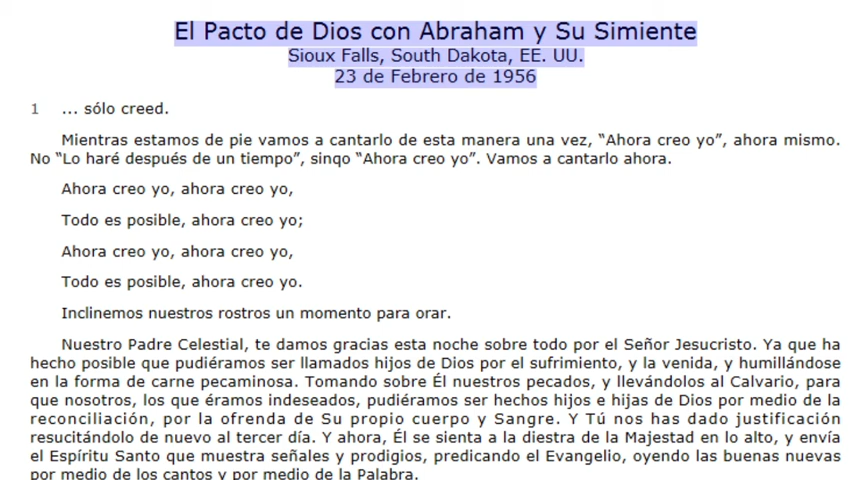 El Pacto de Dios con Abraham y Su Simiente
Sioux Falls, South Dakota, EE. UU.
23 de Febrero de 1956
1 ... sólo creed.
Mientras estamos de pie vamos a cantarlo de esta manera una vez, “Ahora creo yo”, ahora mismo.
No “Lo haré después de un tiempo”, sinqo “Ahora creo yo”. Vamos a cantarlo ahora.
Ahora creo yo, ahora creo yo,
Todo es posible, ahora creo yo;
Ahora creo yo, ahora creo yo,
Todo es posible, ahora creo yo.
Inclinemos nuestros rostros un momento para orar.
Nuestro Padre Celestial, te damos gracias esta noche sobre todo por el Señor Jesucristo. Ya que ha
hecho posible que pudiéramos ser llamados hijos de Dios por el sufrimiento, y la venida, y humillándose
en la forma de carne pecaminosa. Tomando sobre Él nuestros pecados, y llevándolos al Calvario, para
que nosotros, los que éramos indeseados, pudiéramos ser hechos hijos e hijas de Dios por medio de la
reconciliación, por la ofrenda de Su propio cuerpo y Sangre. Y Tú nos has dado justificación
resucitándolo de nuevo al tercer día. Y ahora, Él se sienta a la diestra de la Majestad en lo alto, y envía
el Espíritu Santo que muestra señales y prodigios, predicando el Evangelio, oyendo las buenas nuevas
por medio de los cantos y por medio de la Palabra.